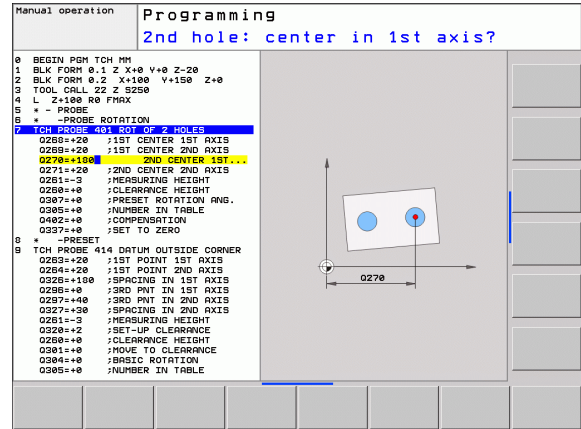 Manual operation
Programming
2nd hole: center in 1st axis?
0 BEGIN PGM TCH MM
1 BLK FORM 0.1 Z X+0 Y+0 Z-20
2 BLK FORM 0.2 X+100 Y+150 Z+0
3 TOOL CALL 22 Z S250
4 L Z+100 R0 FMAX
5 * - PROBE
6 * -PROBE ROTATION
7 TCH PROBE 401 ROT OF 2 HOLES
Q268=+20 ;1ST CENTER 1ST AXIS
Q269=+20 ;1ST CENTER 2ND AXIS
Q270=+180 2ND CENTER 1ST...
Q271=+20 ;2ND CENTER 2ND AXIS
Q261=-3 ;MEASURING HEIGHT
Q260=+0 ;CLEARANCE HEIGHT
Q307=+0 ;PRESET ROTATION ANG.
Q305=+0 ;NUMBER IN TABLE
Q402=+0 ;COMPENSATION
Q337=+0 ;SET TO ZERO
8 * -PRESET
9 TCH PROBE 414 DATUM OUTSIDE CORNER
Q263=+20 ;1ST POINT 1ST AXIS
Q264=+20 ;1ST POINT 2ND AXIS
Q326=+180 ;SPACING IN 1ST AXIS
Q296=+0 ;3RD PNT IN 1ST AXIS
Q297=+40 ;3RD PNT IN 2ND AXIS
Q327=+30 ;SPACING IN 2ND AXIS
Q261=-3 ;MEASURING HEIGHT
Q320=+2 ;SET-UP CLEARANCE
Q260=+0 ;CLEARANCE HEIGHT
Q301=+0 ;MOVE TO CLEARANCE
Q304=+0 ;BASIC ROTATION
Q305=+0 ;NUMBER IN TABLE
Q270